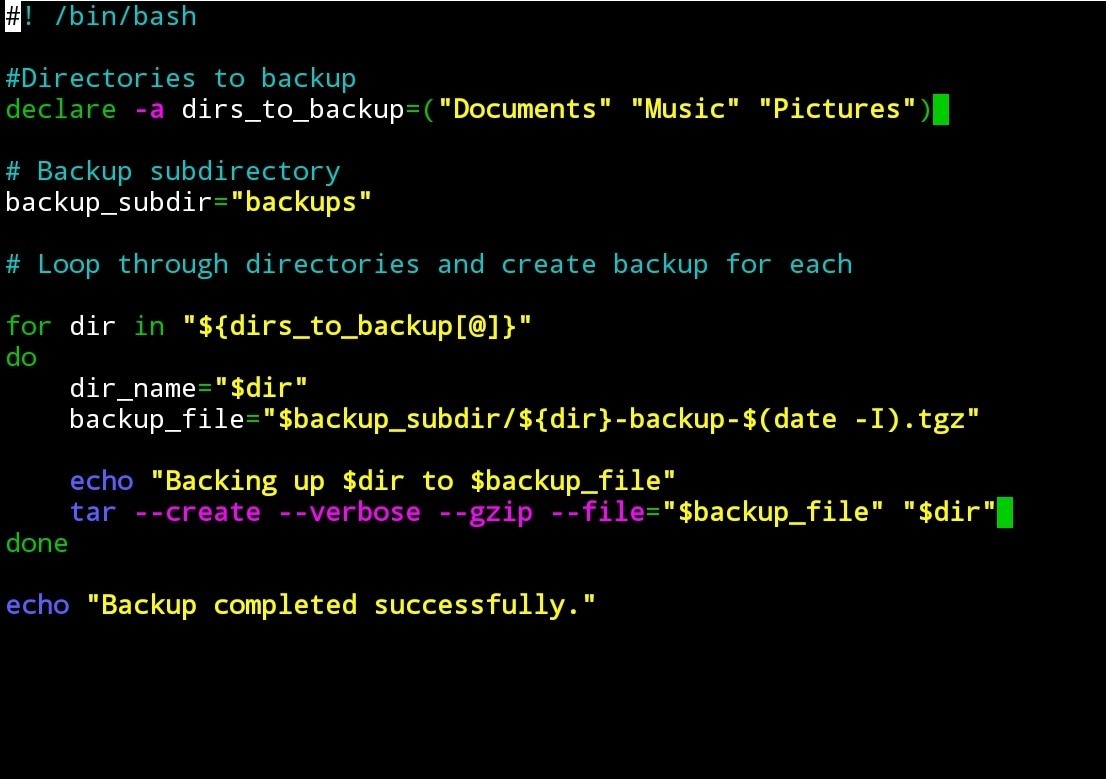 #! /bin/bash

#Directories to backup
declare -a dirs_to_backup=("Documents" "Music" "Pictures")

# Backup subdirectory
backup_subdir="backups"

# Loop through directories and create backup for each

for dir in "${dirs_to_backup[@]}"
do
    dir_name="$dir"
    backup_file="$backup_subdir/${dir}-backup-$(date -I).tgz"

    echo "Backing up $dir to $backup_file"
    tar --create --verbose --gzip --file="$backup_file" "$dir"
done

echo "Backup completed successfully."